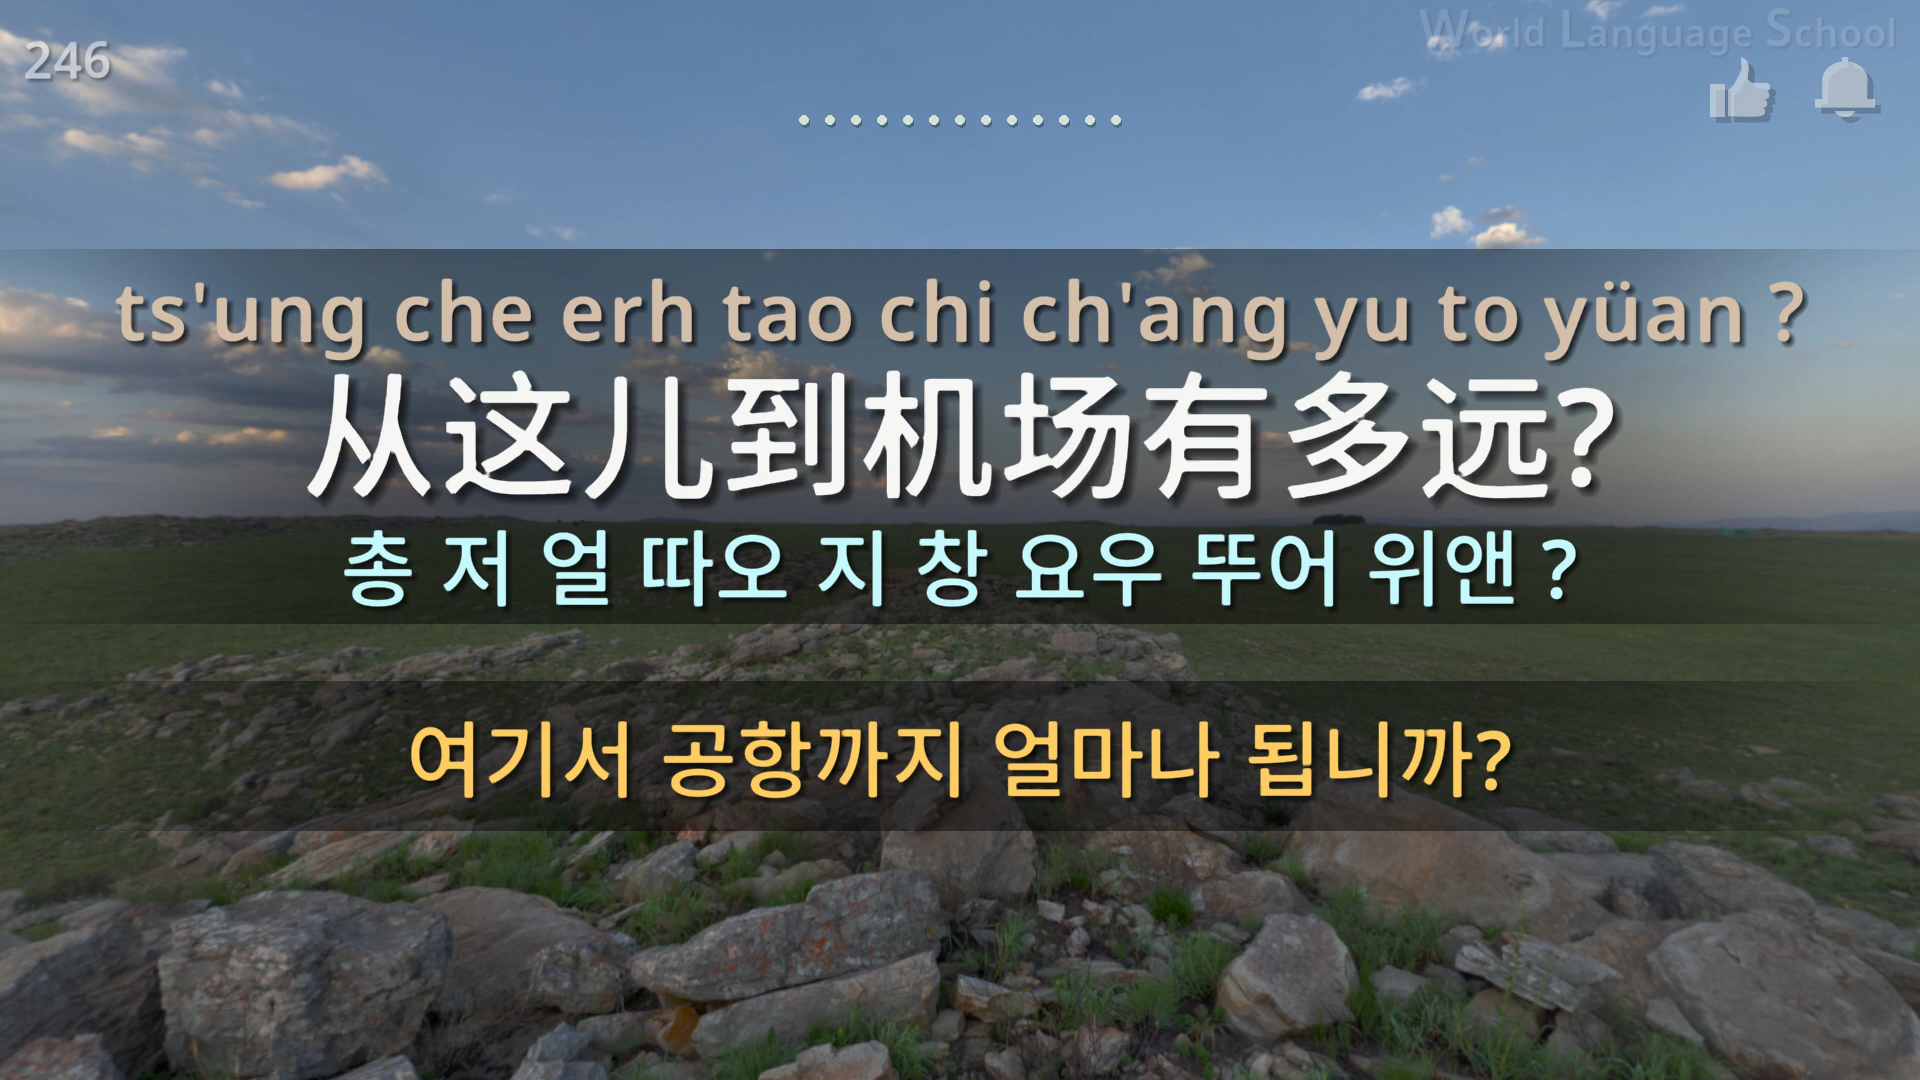 World Language School
246
ts'ung che erh tao chi ch'ang yu to yüan ?
从这儿到机场有多远?
총 저 얼 따오 지 창 요우 뚜어 위앤 ?
여기서 공항까지 얼마나 됩니까?